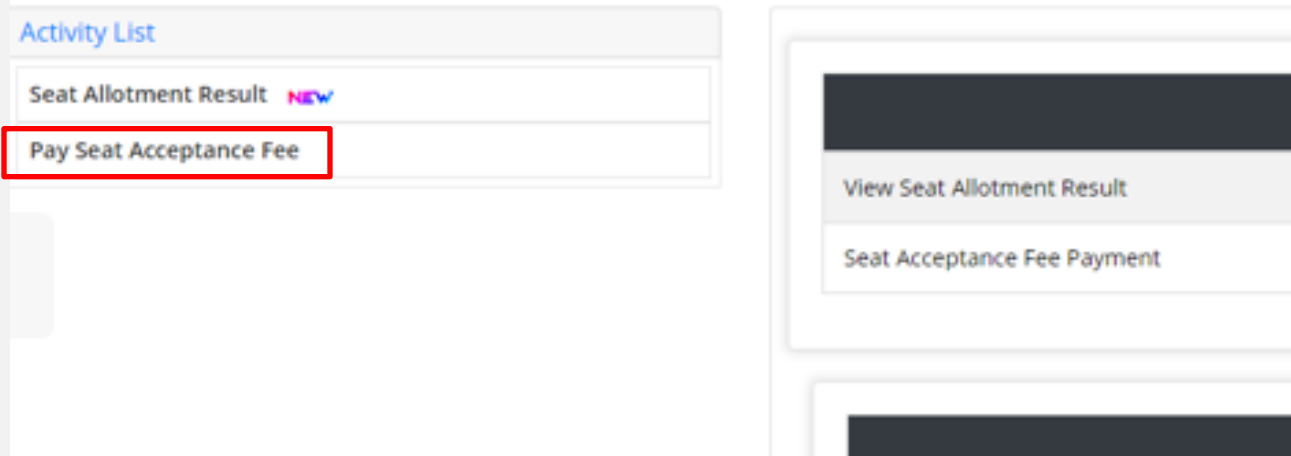 Activity List
Seat Allotment Result NEW
Pay Seat Acceptance Fee
View Seat Allotment Result
Seat Acceptance Fee Payment